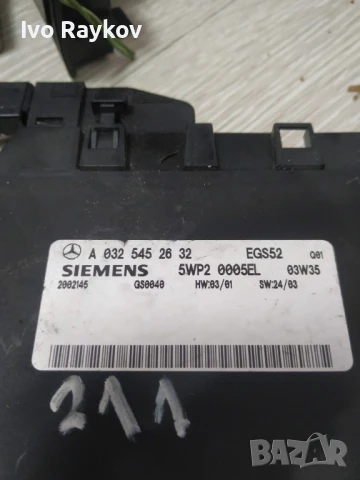 Ivo Raykov
A 032 545 26 32 EGS52 Q01
SIEMENS 5WP2 0005EL 03W35
2002145 GS0040 HW:03/01 SW:24/03
211
BAZAR